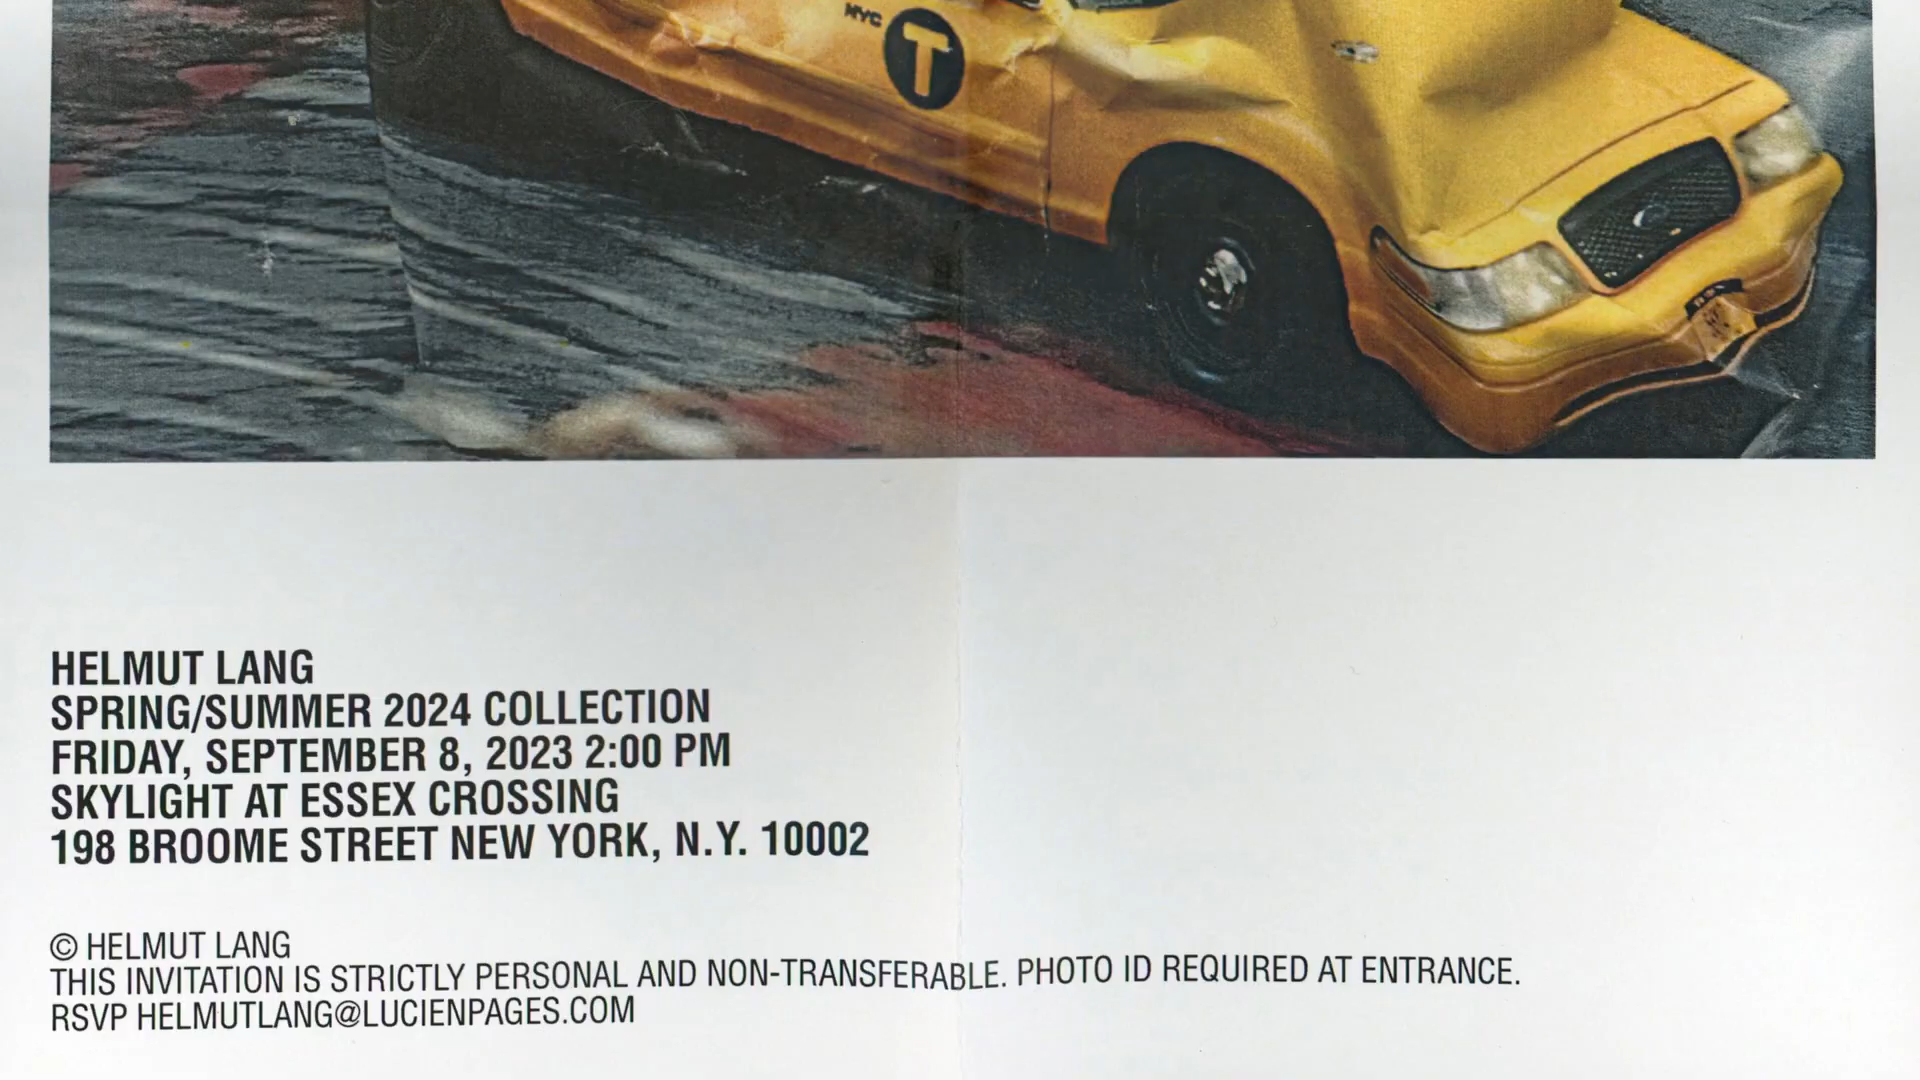 NYC T
HELMUT LANG
SPRING/SUMMER 2024 COLLECTION
FRIDAY, SEPTEMBER 8, 2023 2:00 PM
SKYLIGHT AT ESSEX CROSSING
198 BROOME STREET NEW YORK, N.Y. 10002
© HELMUT LANG
THIS INVITATION IS STRICTLY PERSONAL AND NON-TRANSFERABLE. PHOTO ID REQUIRED AT ENTRANCE.
RSVP HELMUTLANG@LUCIENPAGES.COM